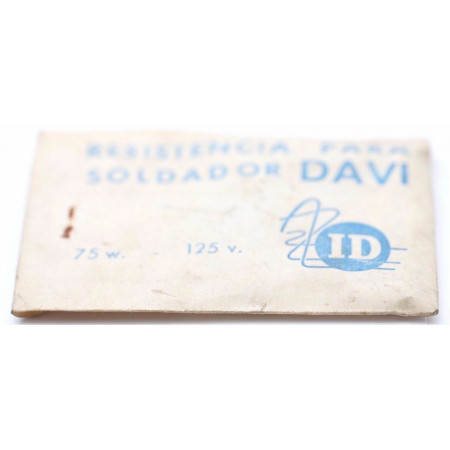 RESISTENCIA PARA
SOLDADOR DAVI
ID
75 w. 125 v.